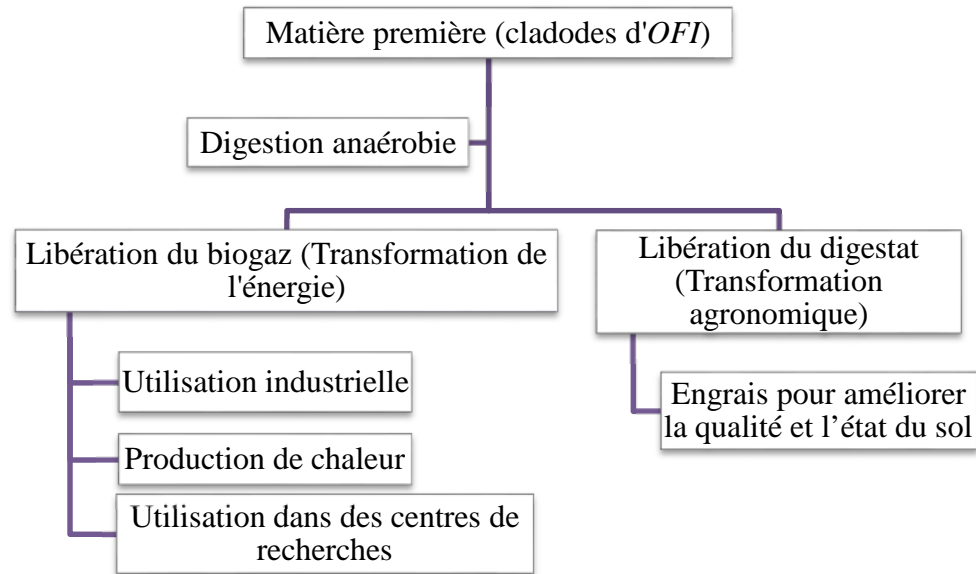 Matière première (cladodes d'OFI)
Digestion anaérobie
Libération du biogaz (Transformation de
l'énergie)
Utilisation industrielle
Production de chaleur
Utilisation dans des centres de
recherches
Libération du digestat
(Transformation
agronomique)
Engrais pour améliorer
la qualité et l’état du sol